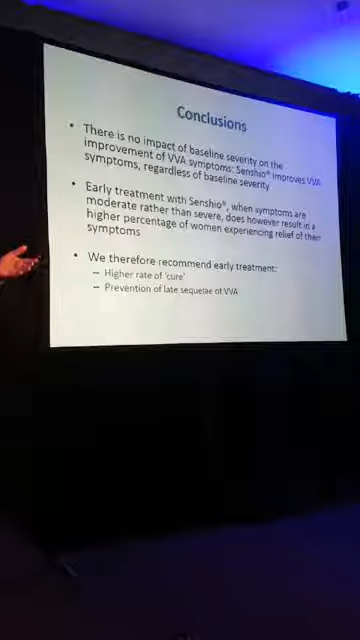 Conclusions
• There is no impact of baseline severity on the
improvement of VVA symptoms: Senshio® improves VVA
symptoms, regardless of baseline severity
• Early treatment with Senshio®, when symptoms are
moderate rather than severe, does however result in a
higher percentage of women experiencing relief of their
symptoms
• We therefore recommend early treatment:
– Higher rate of 'cure'
– Prevention of late sequelae of VVA